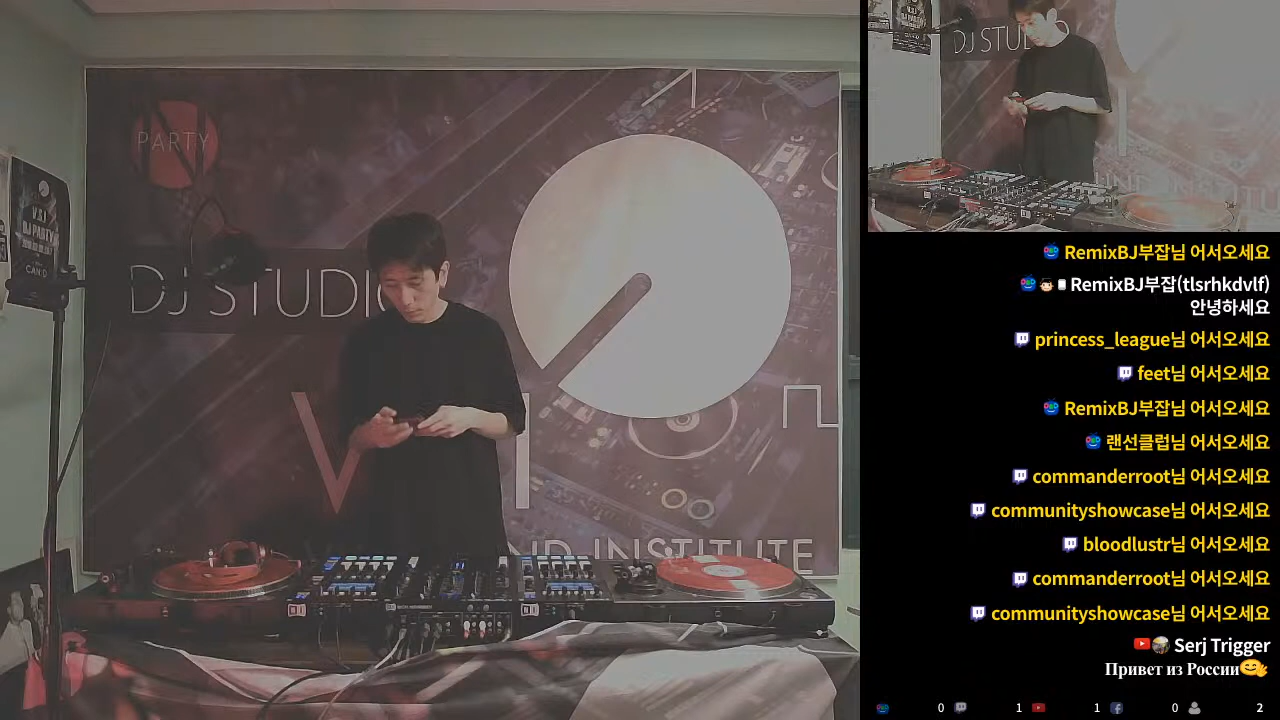 PARTY
DJ STUDIO
V
ND INSTITUTE
V.S.I
DJ PARTY
CAN:D
DJ STUDIO
RemixBJ부잡님 어서오세요
RemixBJ부잡(tlsrhkdvlf)
안녕하세요
princess_league님 어서오세요
feet님 어서오세요
RemixBJ부잡님 어서오세요
랜선클럽님 어서오세요
commanderroot님 어서오세요
communityshowcase님 어서오세요
bloodlustr님 어서오세요
commanderroot님 어서오세요
communityshowcase님 어서오세요
Serj Trigger
Привет из России
0 1 1 0 2